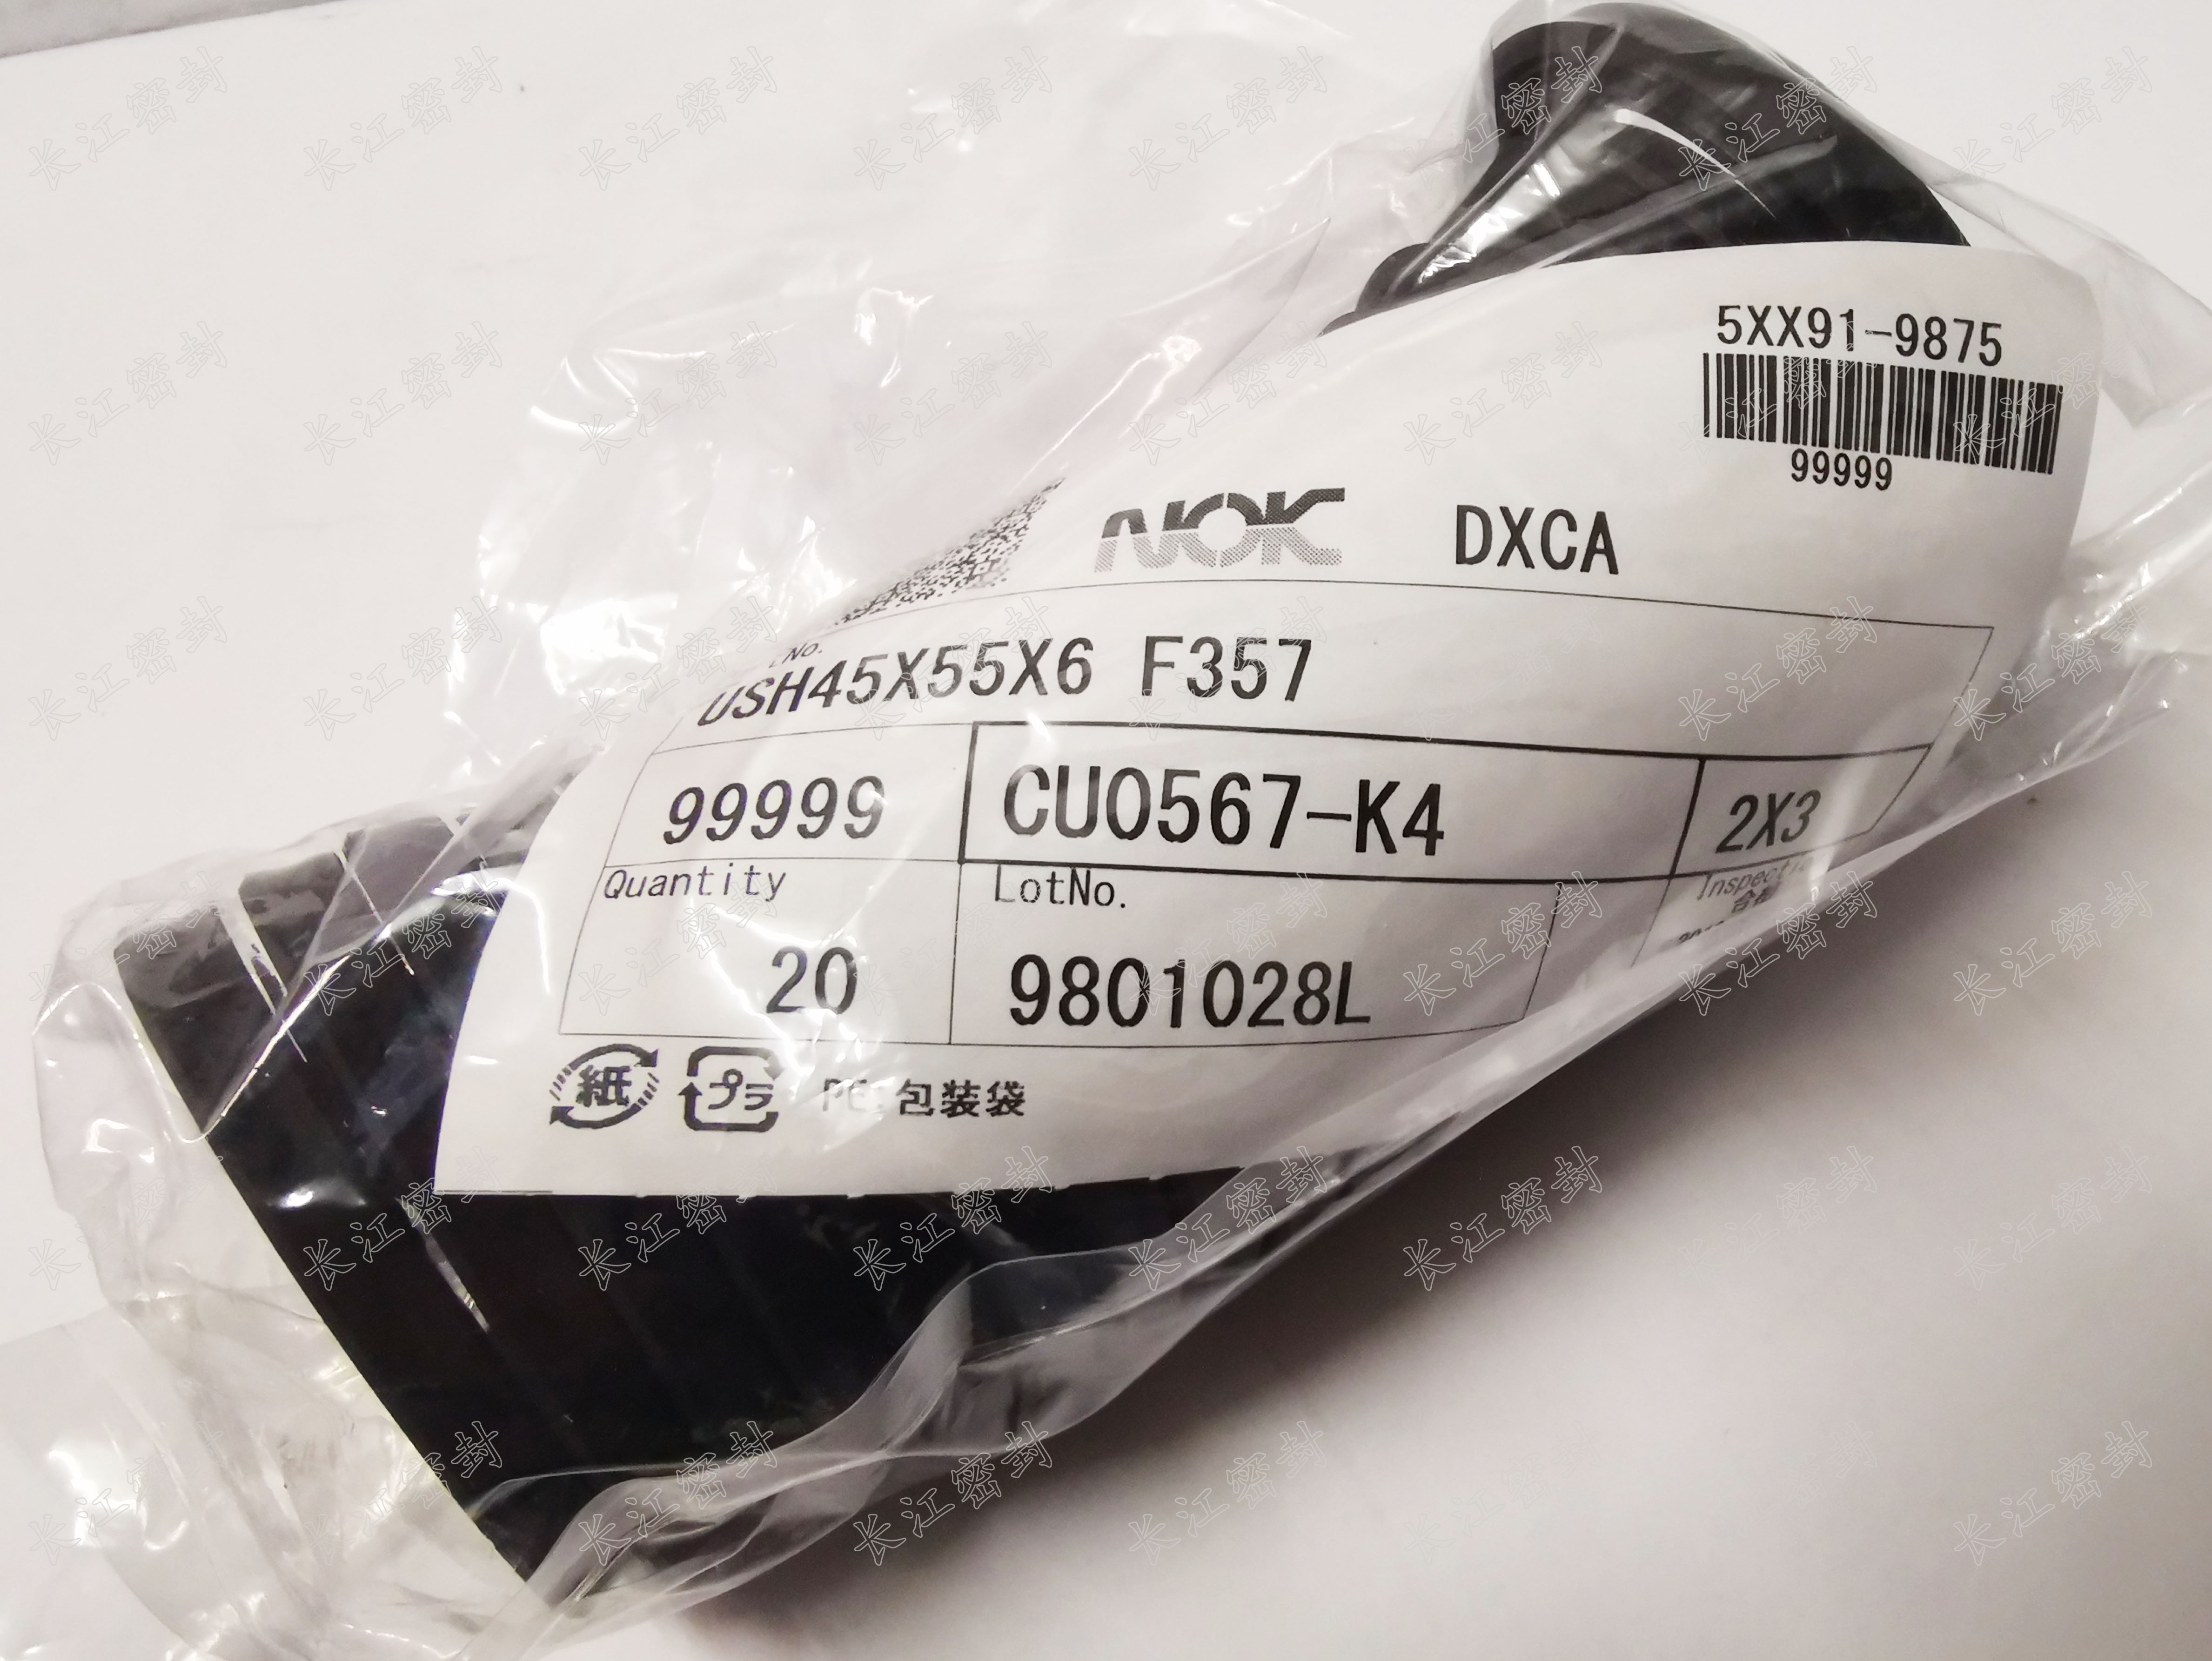 5XX91-9875
99999
NOK DXCA
USH45X55X6 F357
99999 CU0567-K4 2X3
Quantity LotNo.
20 9801028L
紙 プラ PE:包装袋
长江密封